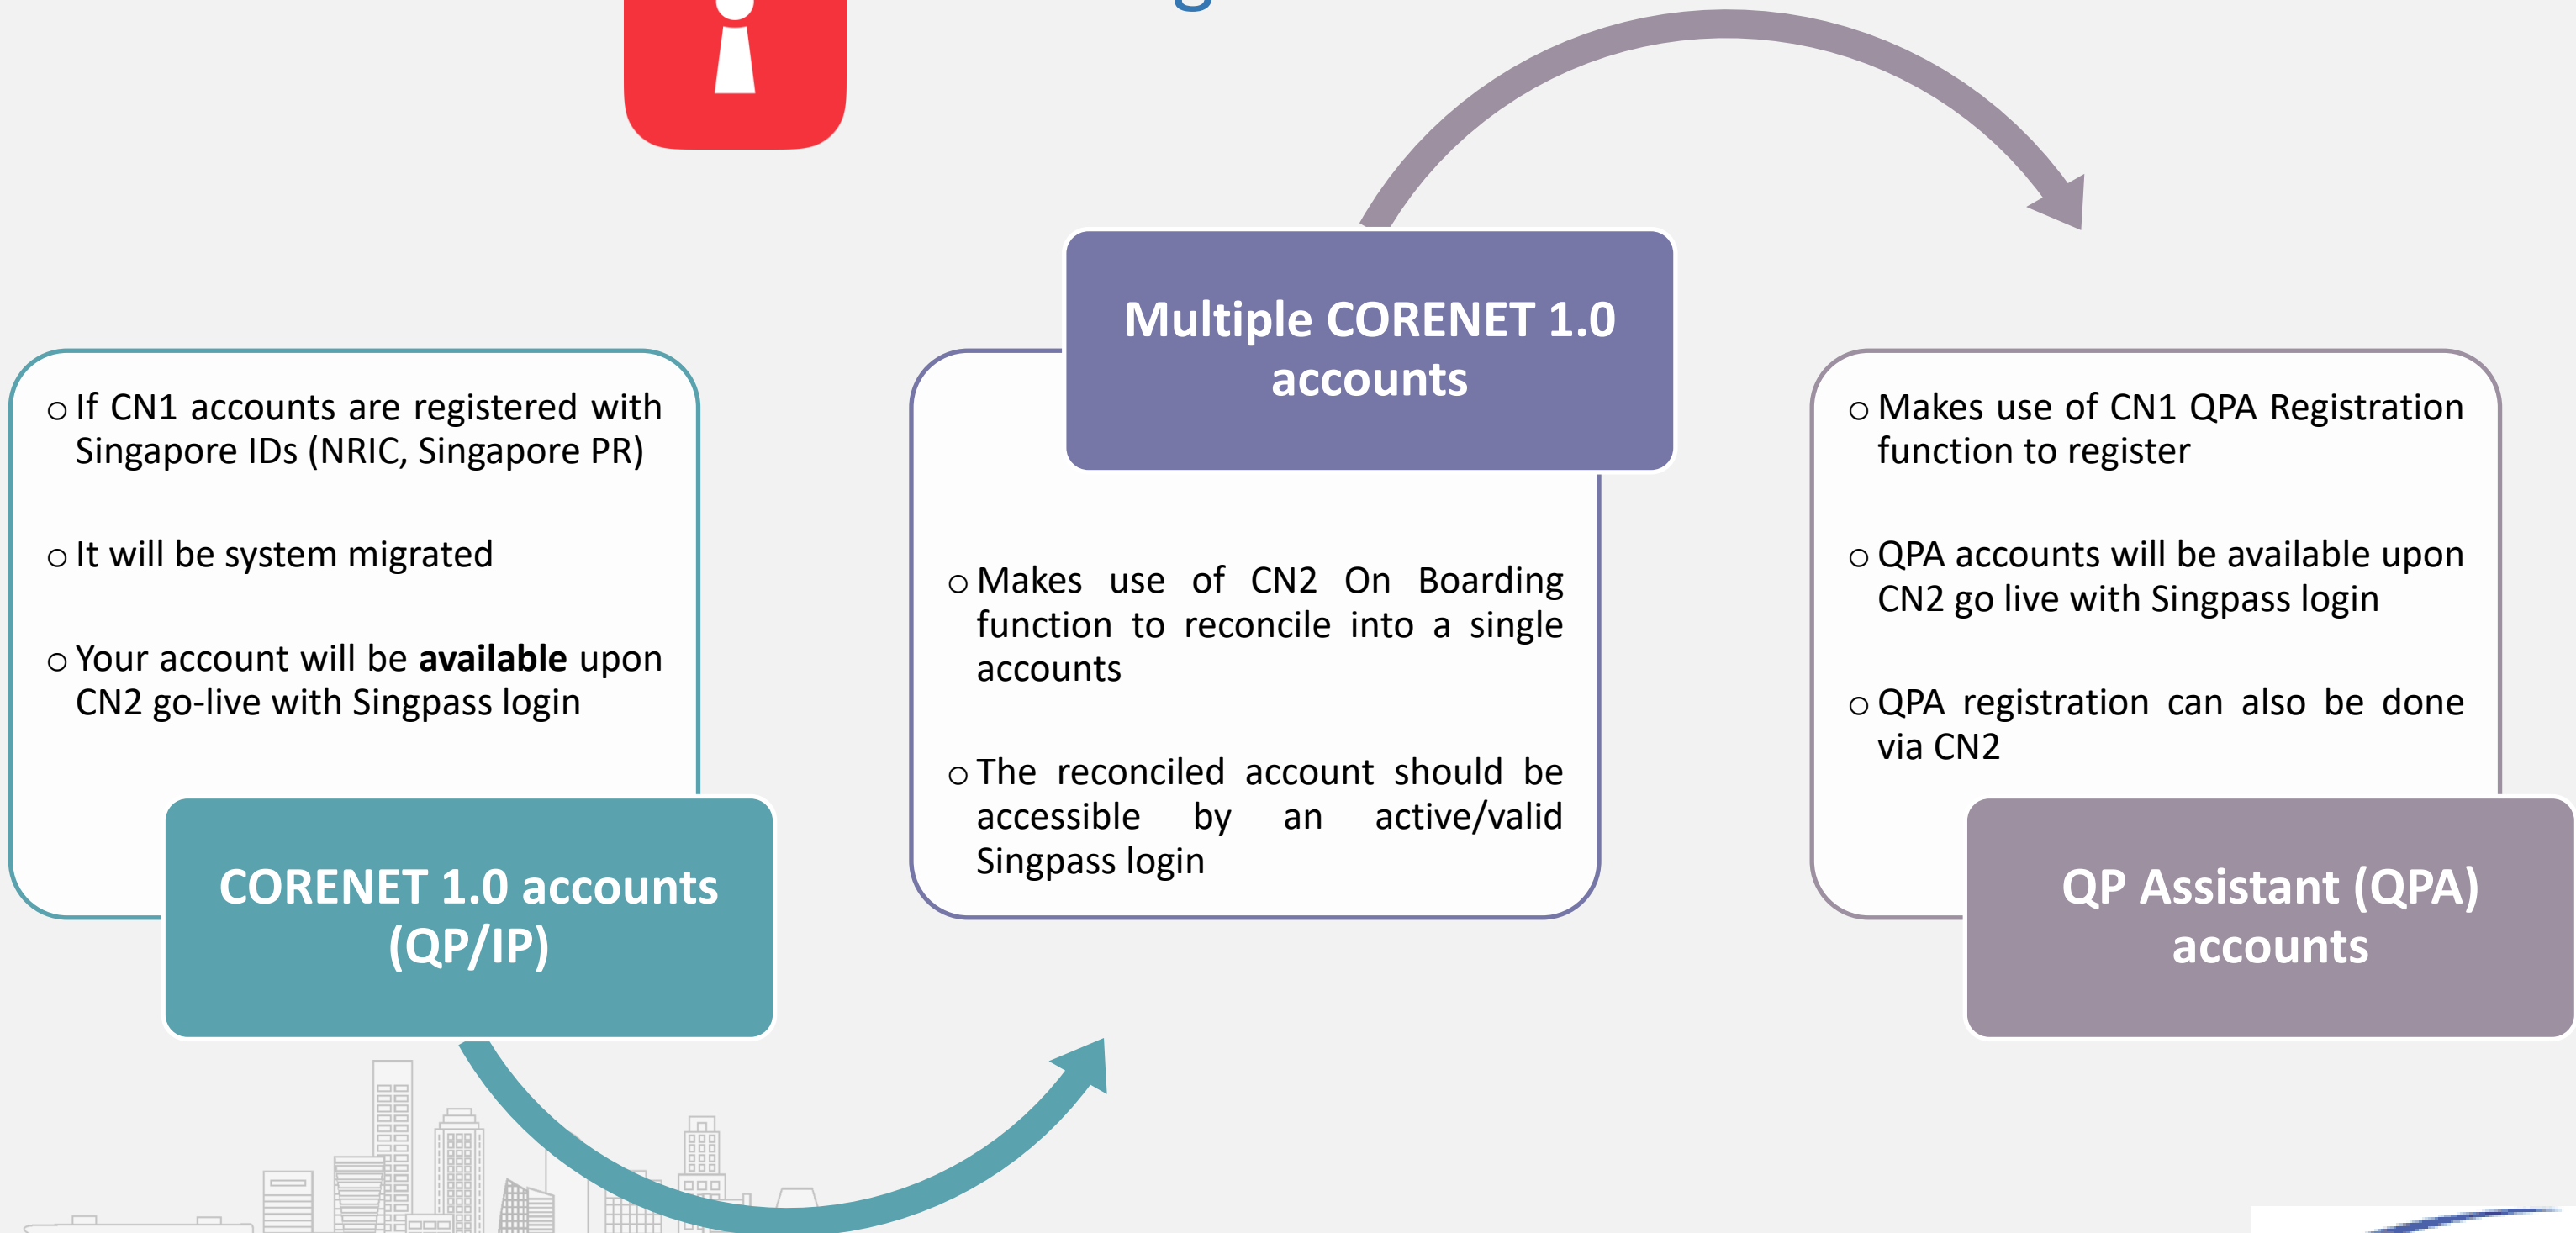 o If CN1 accounts are registered with
Singapore IDs (NRIC, Singapore PR)
o It will be system migrated
o Your account will be available upon
CN2 go-live with Singpass login
CORENET 1.0 accounts
(QP/IP)
Multiple CORENET 1.0
accounts
o Makes use of CN2 On Boarding
function to reconcile into a single
accounts
o The reconciled account should be
accessible by an active/valid
Singpass login
o Makes use of CN1 QPA Registration
function to register
o QPA accounts will be available upon
CN2 go live with Singpass login
o QPA registration can also be done
via CN2
QP Assistant (QPA)
accounts